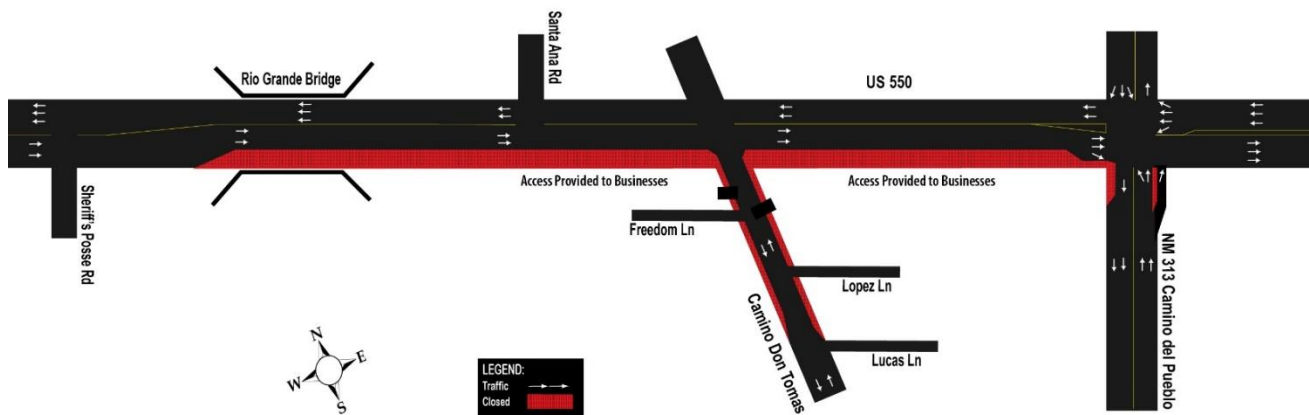 Santa Ana Rd
Rio Grande Bridge
US 550
Access Provided to Businesses
Access Provided to Businesses
Sheriff's Posse Rd
Freedom Ln
Lopez Ln
Camino Don Tomas
Lucas Ln
NM 313 Camino del Pueblo
N
E
W
S
LEGEND:
Traffic
Closed